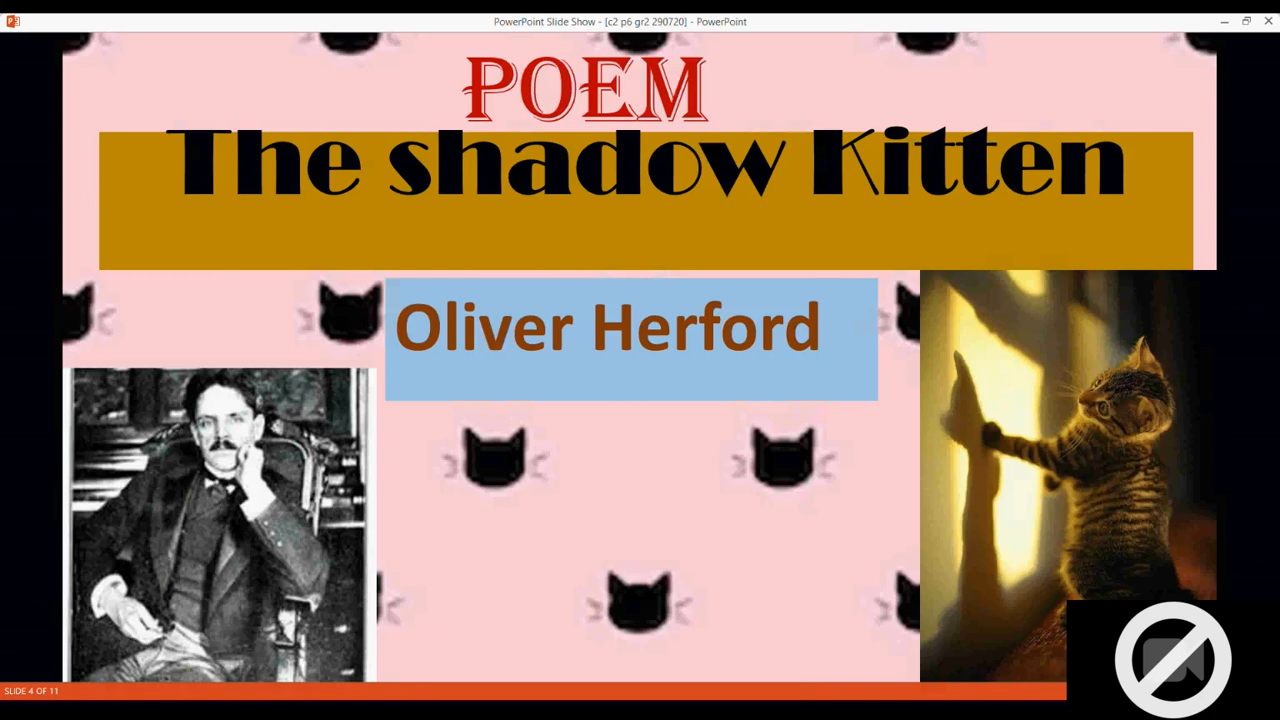 PowerPoint Slide Show - [c2 p6 gr2 290720] - PowerPoint
POEM
The shadow Kitten
Oliver Herford
SLIDE 4 OF 11